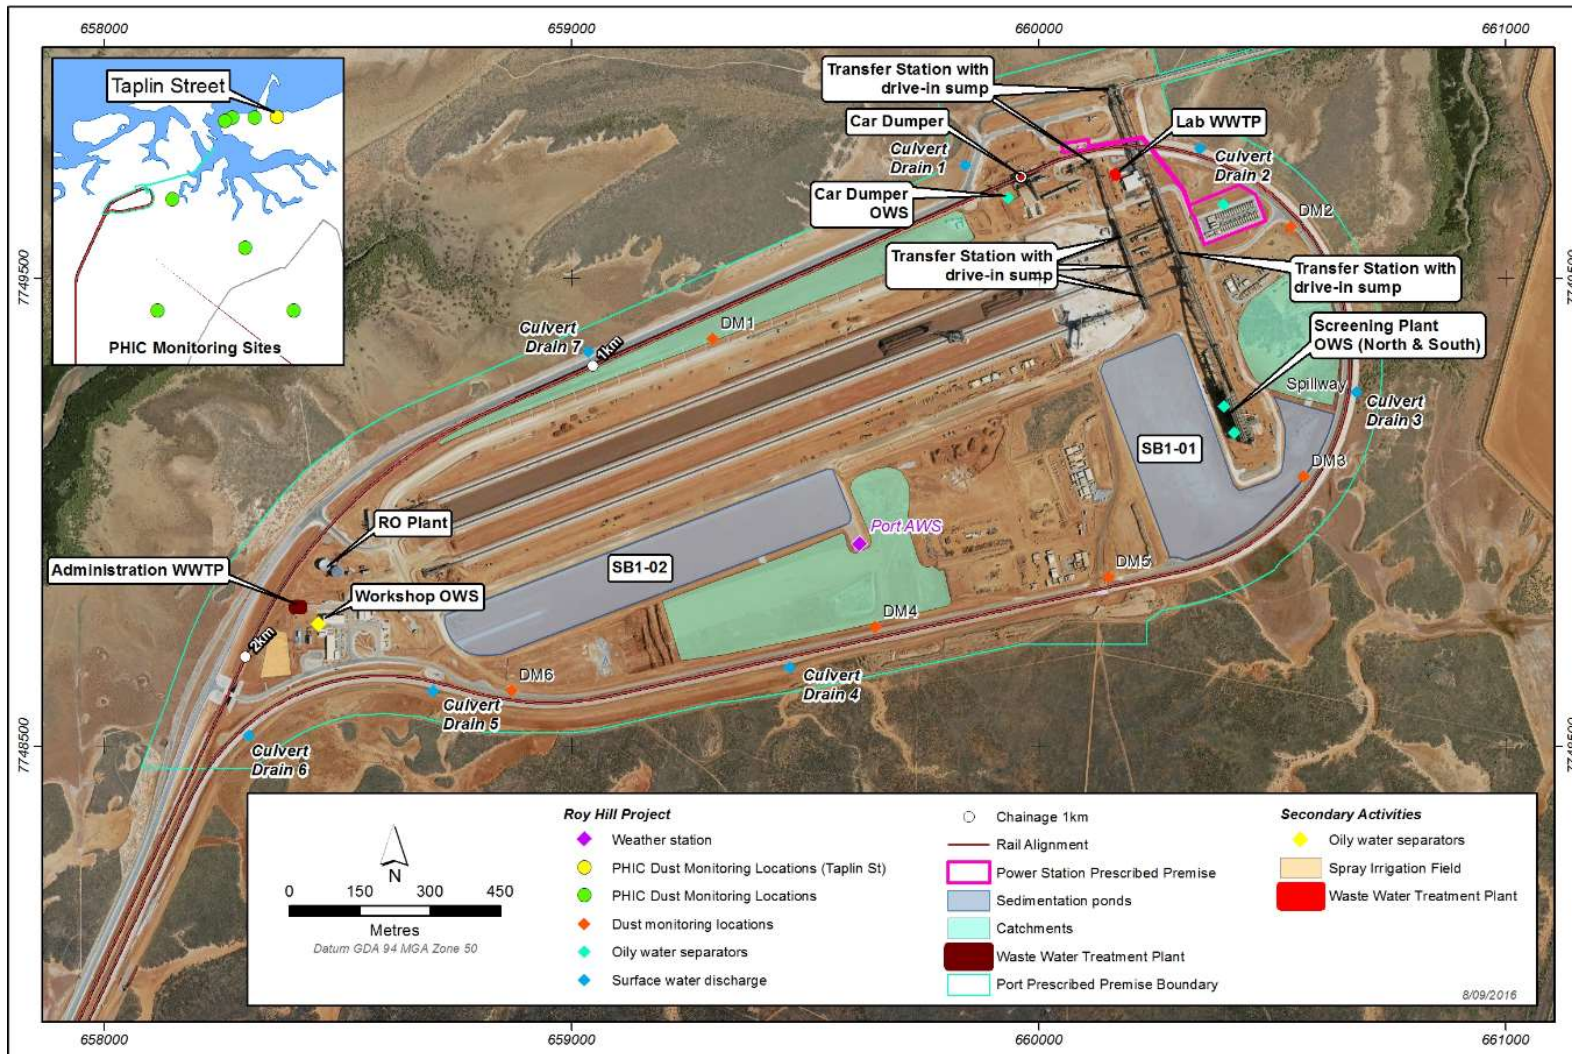 658000
659000
660000
661000
7749500
7748500
7749500
7748500
658000
659000
660000
661000
Taplin Street
PHIC Monitoring Sites
Transfer Station with
drive-in sump
Car Dumper
Lab WWTP
Culvert
Drain 1
Culvert
Drain 2
Car Dumper
OWS
DM2
Transfer Station with
drive-in sump
Transfer Station with
drive-in sump
Culvert
Drain 7
1km
DM1
Screening Plant
OWS (North & South)
Spillway
Culvert
Drain 3
SB1-01
DM3
RO Plant
Port AWS
Administration WWTP
SB1-02
DM5
Workshop OWS
DM4
2km
DM6
Culvert
Drain 4
Culvert
Drain 5
Culvert
Drain 6
N
0 150 300 450
Metres
Datum GDA 94 MGA Zone 50
Roy Hill Project
Weather station
PHIC Dust Monitoring Locations (Taplin St)
PHIC Dust Monitoring Locations
Dust monitoring locations
Oily water separators
Surface water discharge
Chainage 1km
Rail Alignment
Power Station Prescribed Premise
Sedimentation ponds
Catchments
Waste Water Treatment Plant
Port Prescribed Premise Boundary
Secondary Activities
Oily water separators
Spray Irrigation Field
Waste Water Treatment Plant
8/09/2016